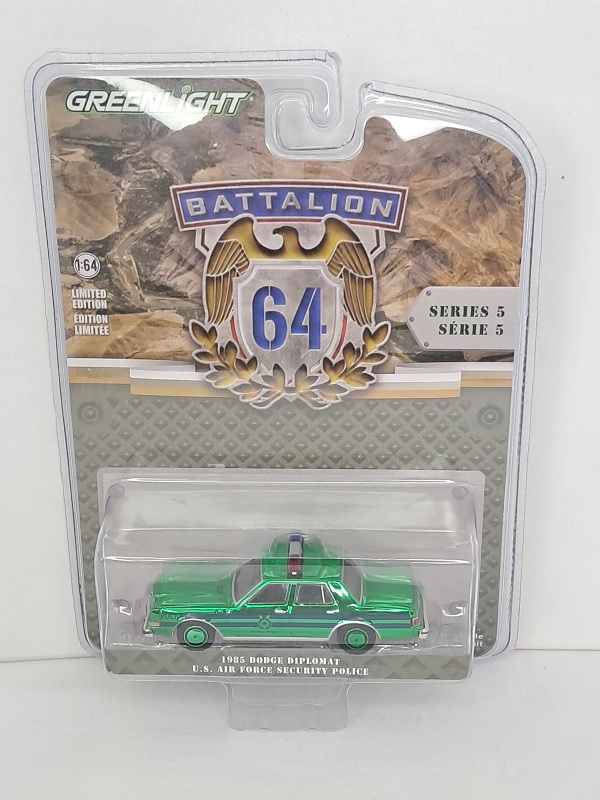 GREENLIGHT
BATTALION
64
1:64
LIMITED
EDITION
ÉDITION
LIMITÉE
SERIES 5
SÉRIE 5
1985 DODGE DIPLOMAT
U.S. AIR FORCE SECURITY POLICE